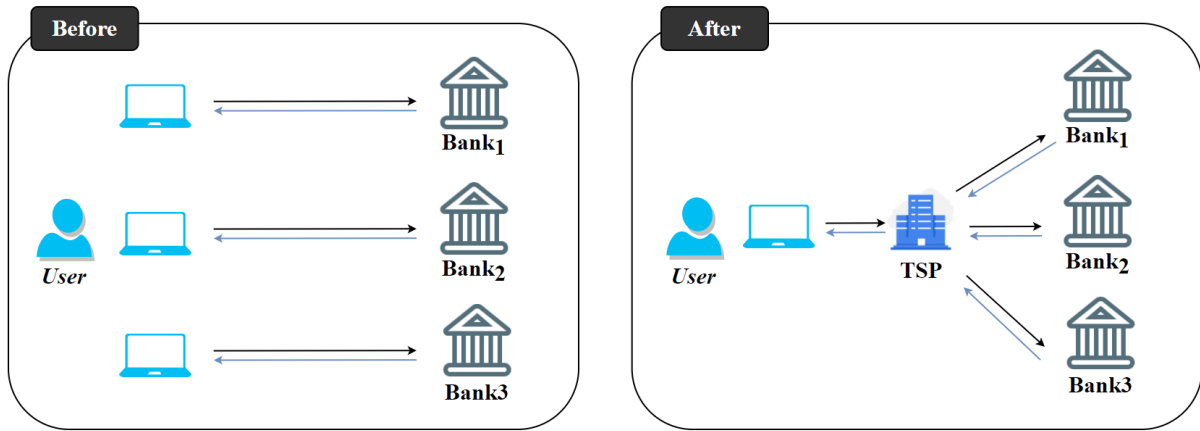 Before
Bank1
User
Bank2
Bank3
After
Bank1
User
TSP
Bank2
Bank3